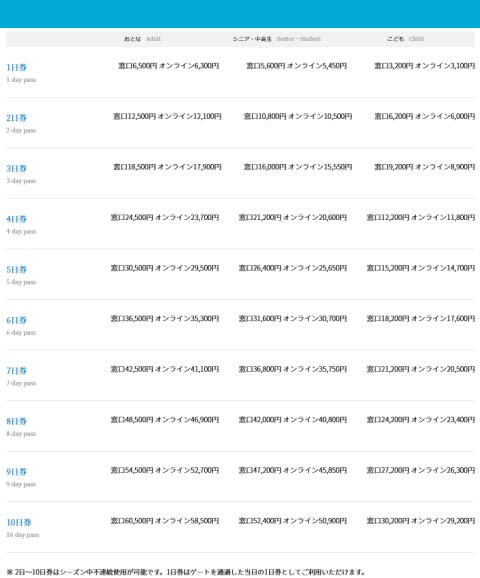 おとな Adult シニア・中高生 Senior・Student こども Child
1日券 窓口6,500円 オンライン6,300円 窓口5,600円 オンライン5,450円 窓口3,200円 オンライン3,100円
1-day pass
2日券 窓口12,500円 オンライン12,100円 窓口10,800円 オンライン10,500円 窓口6,200円 オンライン6,000円
2-day pass
3日券 窓口18,500円 オンライン17,900円 窓口16,000円 オンライン15,550円 窓口9,200円 オンライン8,900円
3-day pass
4日券 窓口24,500円 オンライン23,700円 窓口21,200円 オンライン20,600円 窓口12,200円 オンライン11,800円
4-day pass
5日券 窓口30,500円 オンライン29,500円 窓口26,400円 オンライン25,650円 窓口15,200円 オンライン14,700円
5-day pass
6日券 窓口36,500円 オンライン35,300円 窓口31,600円 オンライン30,700円 窓口18,200円 オンライン17,600円
6-day pass
7日券 窓口42,500円 オンライン41,100円 窓口36,800円 オンライン35,750円 窓口21,200円 オンライン20,500円
7-day pass
8日券 窓口48,500円 オンライン46,900円 窓口42,000円 オンライン40,800円 窓口24,200円 オンライン23,400円
8-day pass
9日券 窓口54,500円 オンライン52,700円 窓口47,200円 オンライン45,850円 窓口27,200円 オンライン26,300円
9-day pass
10日券 窓口60,500円 オンライン58,500円 窓口52,400円 オンライン50,900円 窓口30,200円 オンライン29,200円
10-day pass
※ 2日～10日券はシーズン中不連続使用が可能です。1日券はゲートを通過した当日の1日券としてご利用いただけます。